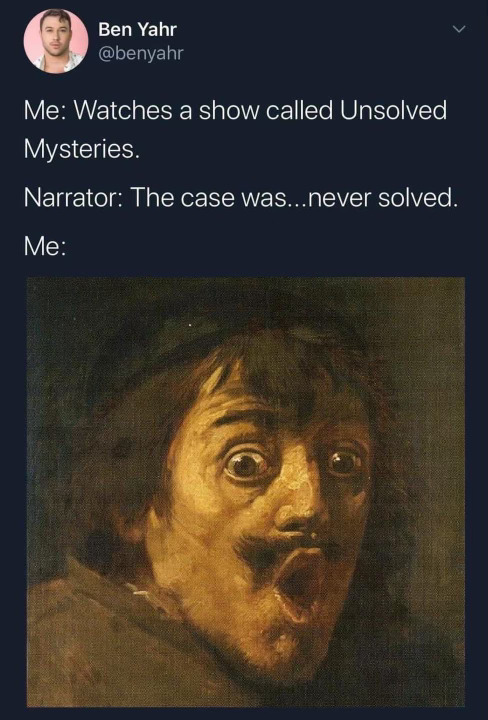 Ben Yahr
@benyahr
Me: Watches a show called Unsolved
Mysteries.
Narrator: The case was...never solved.
Me: